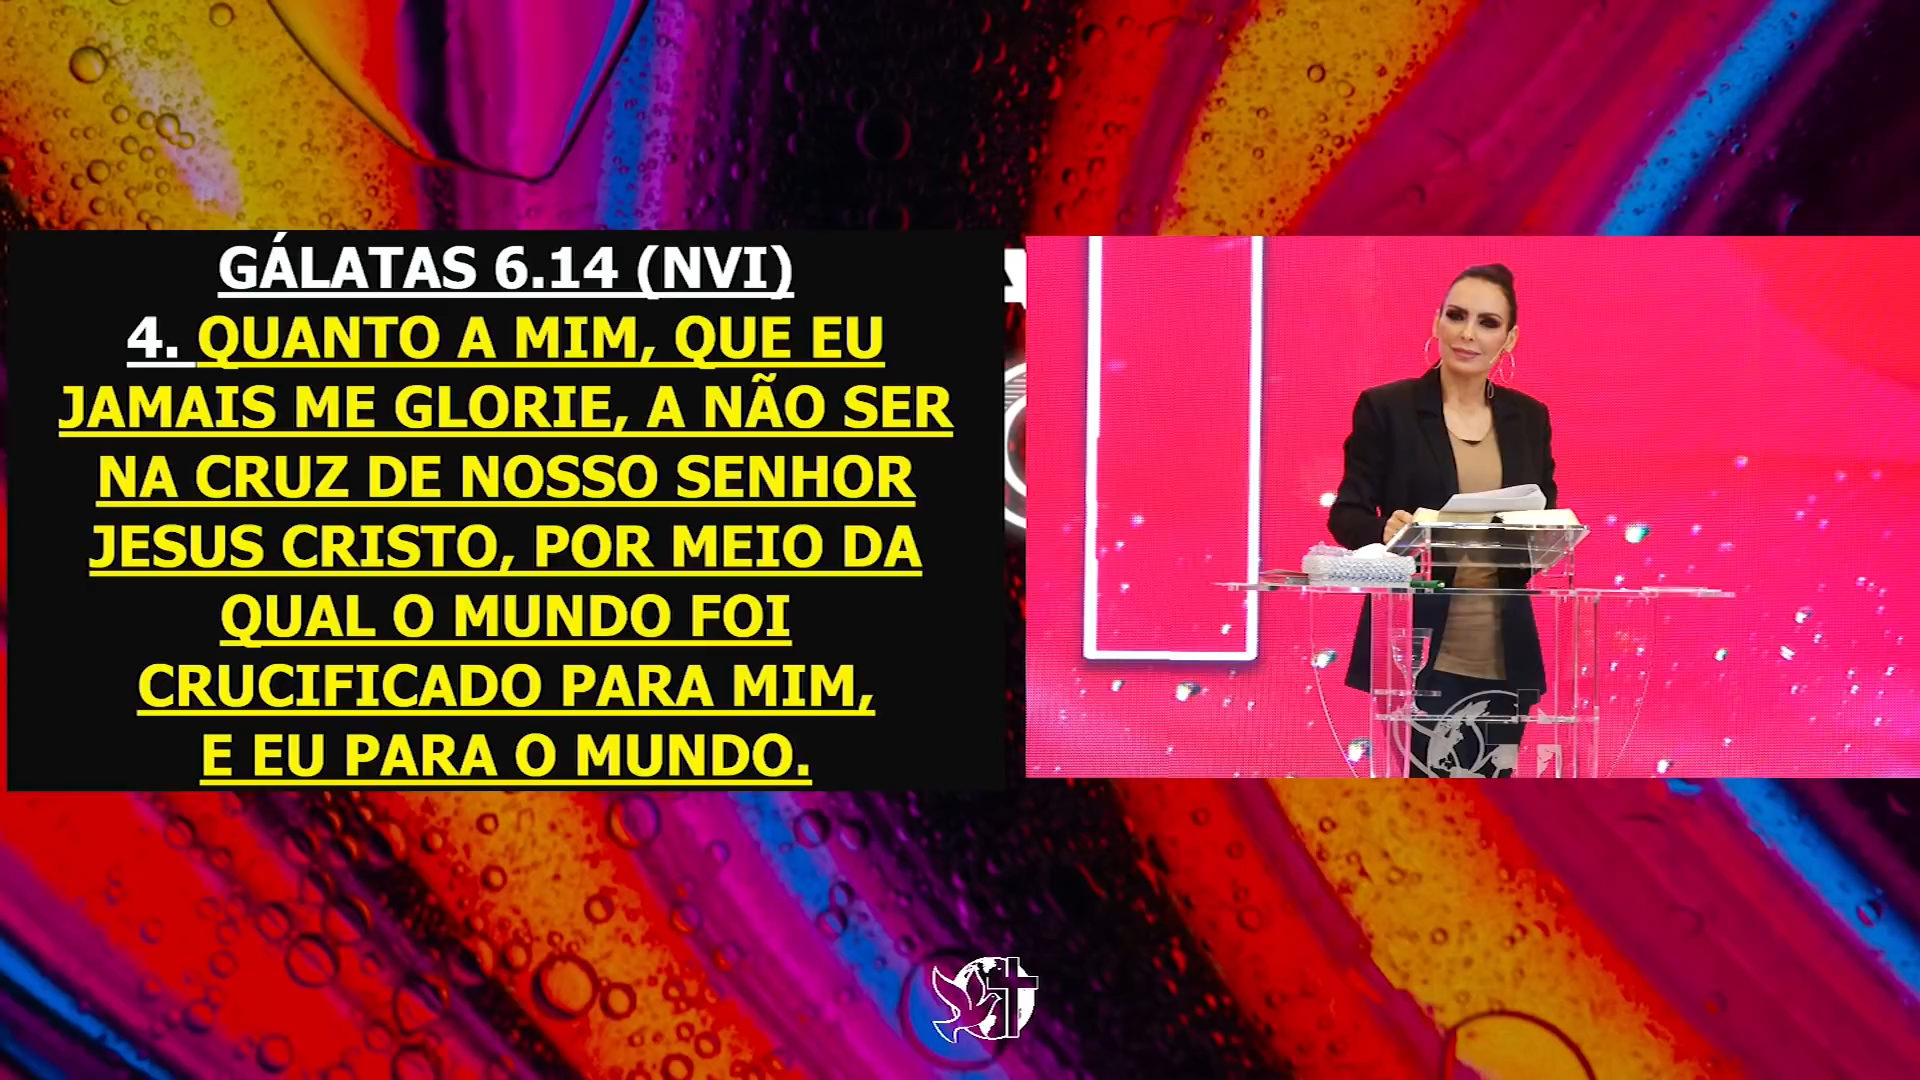 GÁLATAS 6.14 (NVI)
4. QUANTO A MIM, QUE EU
JAMAIS ME GLORIE, A NÃO SER
NA CRUZ DE NOSSO SENHOR
JESUS CRISTO, POR MEIO DA
QUAL O MUNDO FOI
CRUCIFICADO PARA MIM,
E EU PARA O MUNDO.